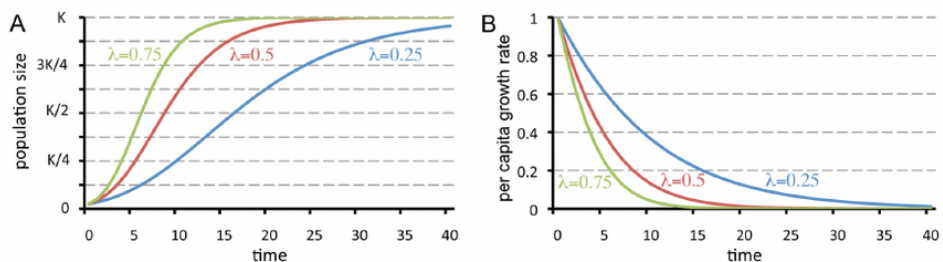 A
population size
K
3K/4
K/2
K/4
0
λ=0.75
λ=0.5
λ=0.25
0 5 10 15 20 25 30 35 40
time
B
per capita growth rate
1
0.8
0.6
0.4
0.2
0
λ=0.75
λ=0.5
λ=0.25
0 5 10 15 20 25 30 35 40
time